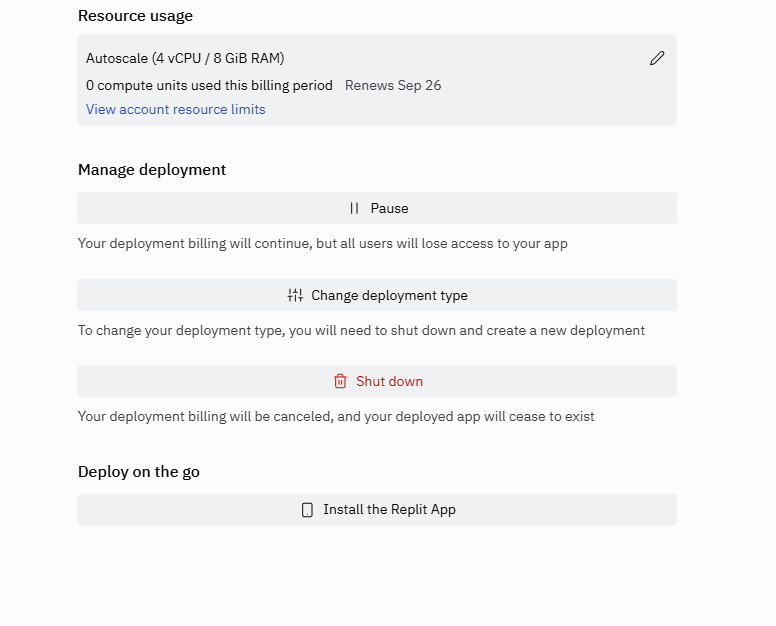 Resource usage
Autoscale (4 vCPU / 8 GiB RAM)
0 compute units used this billing period Renews Sep 26
View account resource limits
Manage deployment
Pause
Your deployment billing will continue, but all users will lose access to your app
Change deployment type
To change your deployment type, you will need to shut down and create a new deployment
Shut down
Your deployment billing will be canceled, and your deployed app will cease to exist
Deploy on the go
Install the Replit App